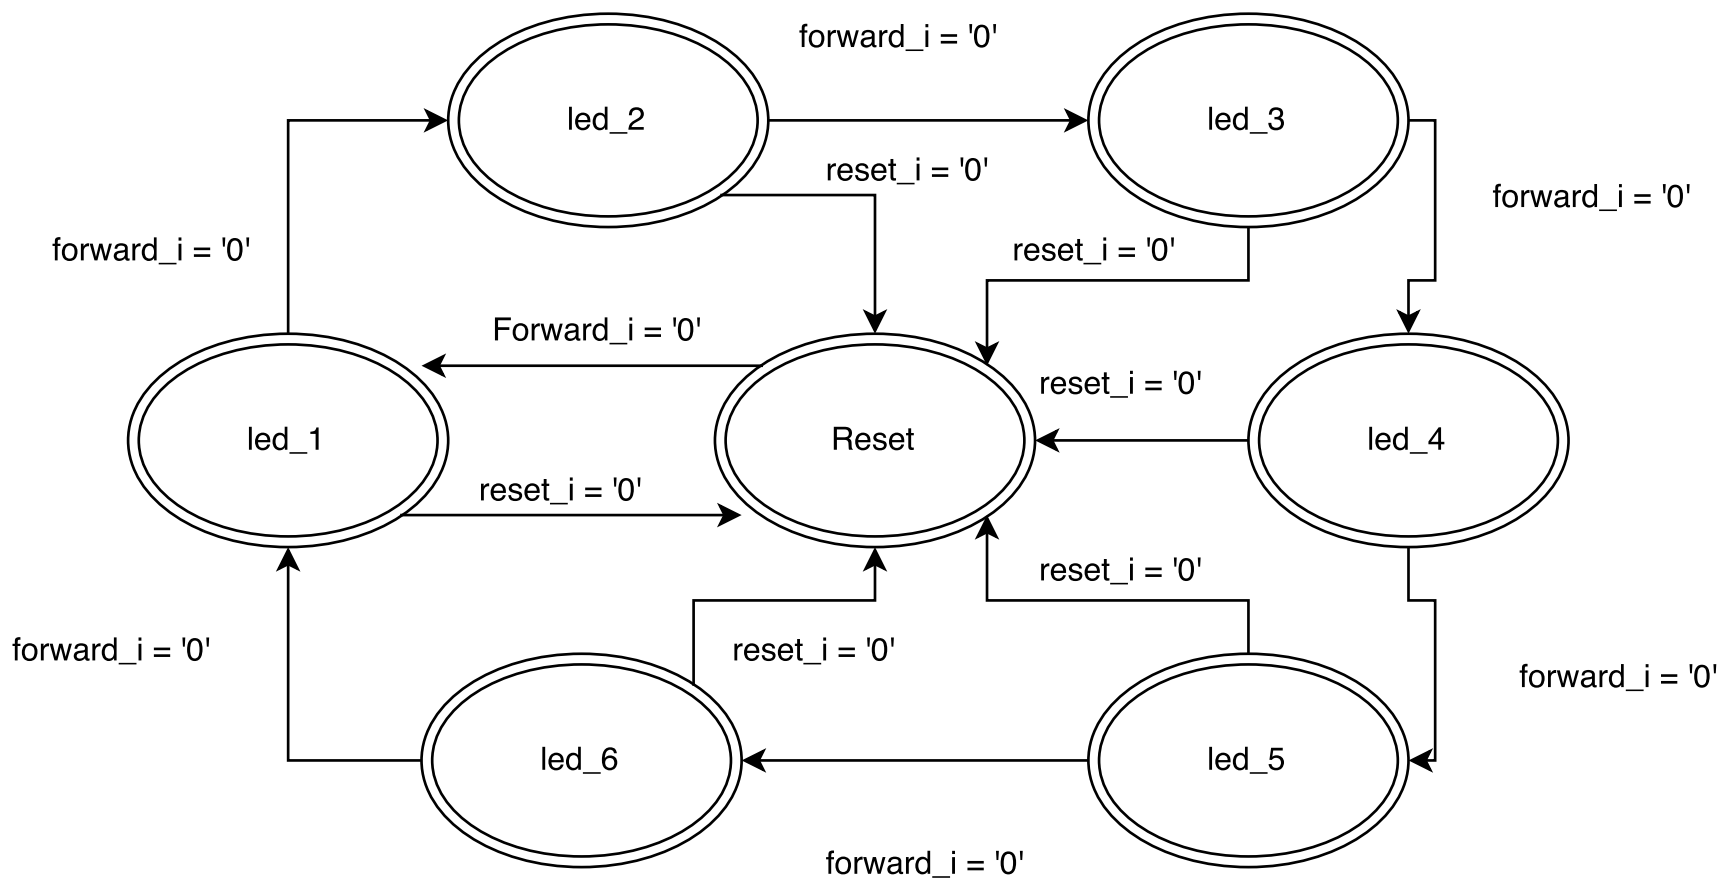 forward_i = '0'
led_2
led_3
reset_i = '0'
forward_i = '0'
forward_i = '0'
reset_i = '0'
Forward_i = '0'
reset_i = '0'
led_1
Reset
led_4
reset_i = '0'
reset_i = '0'
forward_i = '0'
reset_i = '0'
forward_i = '0'
led_6
led_5
forward_i = '0'